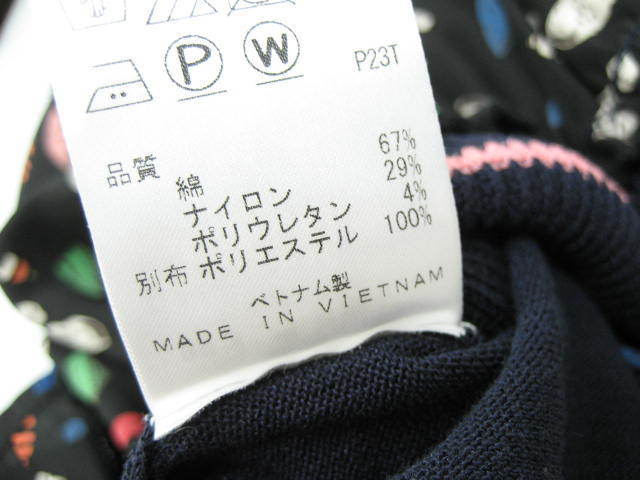 P W P23T
品質 綿 67%
ナイロン 29%
ポリウレタン 4%
別布 ポリエステル 100%
ベトナム製
MADE IN VIETNAM